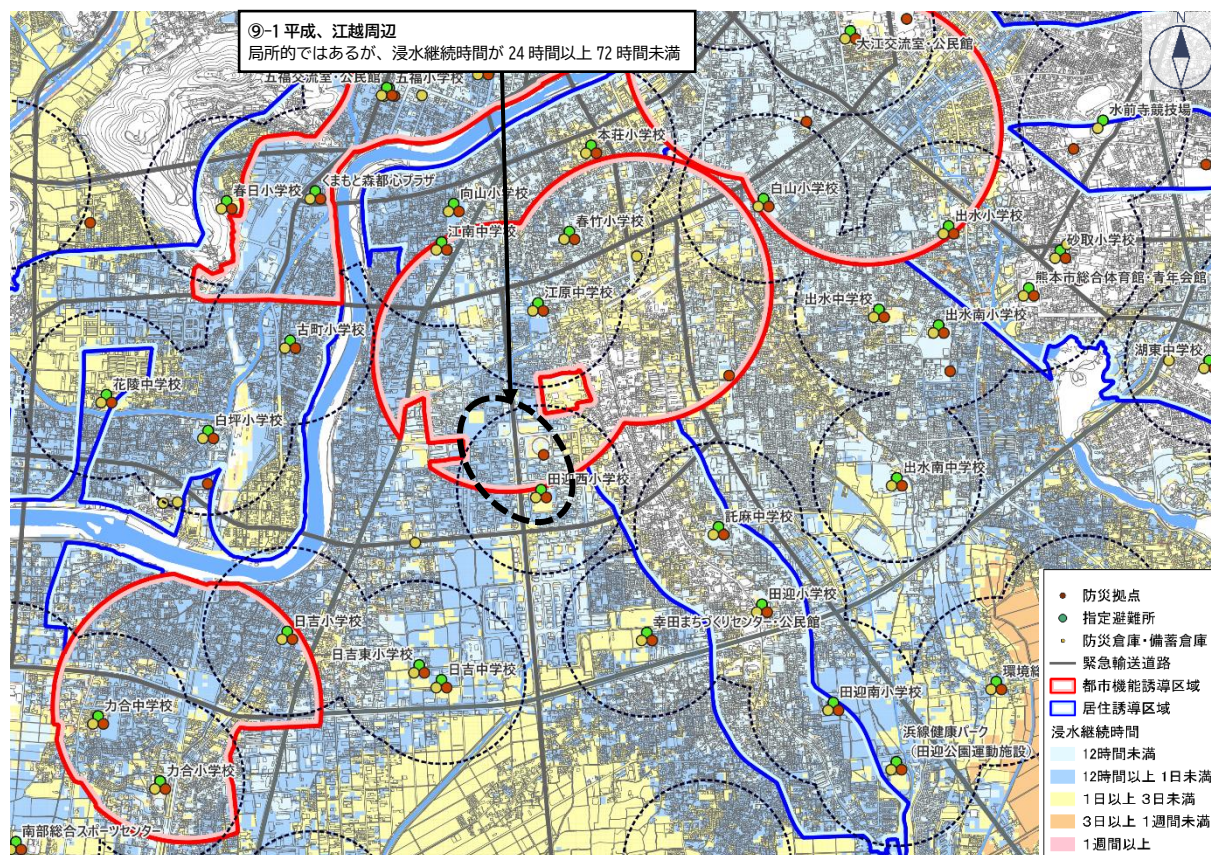 ⑨-1 平成、江越周辺
局所的ではあるが、浸水継続時間が 24 時間以上 72 時間未満
N
大江交流室・公民館
五福交流室・公民館
五福小学校
水前寺競技場
本荘小学校
くまもと森都心プラザ
春日小学校
向山小学校
白山小学校
春竹小学校
出水小学校
江南中学校
砂取小学校
熊本市総合体育館・青年会館
江原中学校
出水中学校
出水南小学校
古町小学校
湖東中学校
花陵中学校
白坪小学校
田迎西小学校
出水南中学校
託麻中学校
田迎小学校
幸田まちづくりセンター・公民館
日吉小学校
日吉東小学校
日吉中学校
環境総
田迎南小学校
力合中学校
浜線健康パーク
(田迎公園運動施設)
力合小学校
南部総合スポーツセンター
防災拠点
指定避難所
防災倉庫・備蓄倉庫
緊急輸送道路
都市機能誘導区域
居住誘導区域
浸水継続時間
12時間未満
12時間以上 1日未満
1日以上 3日未満
3日以上 1週間未満
1週間以上